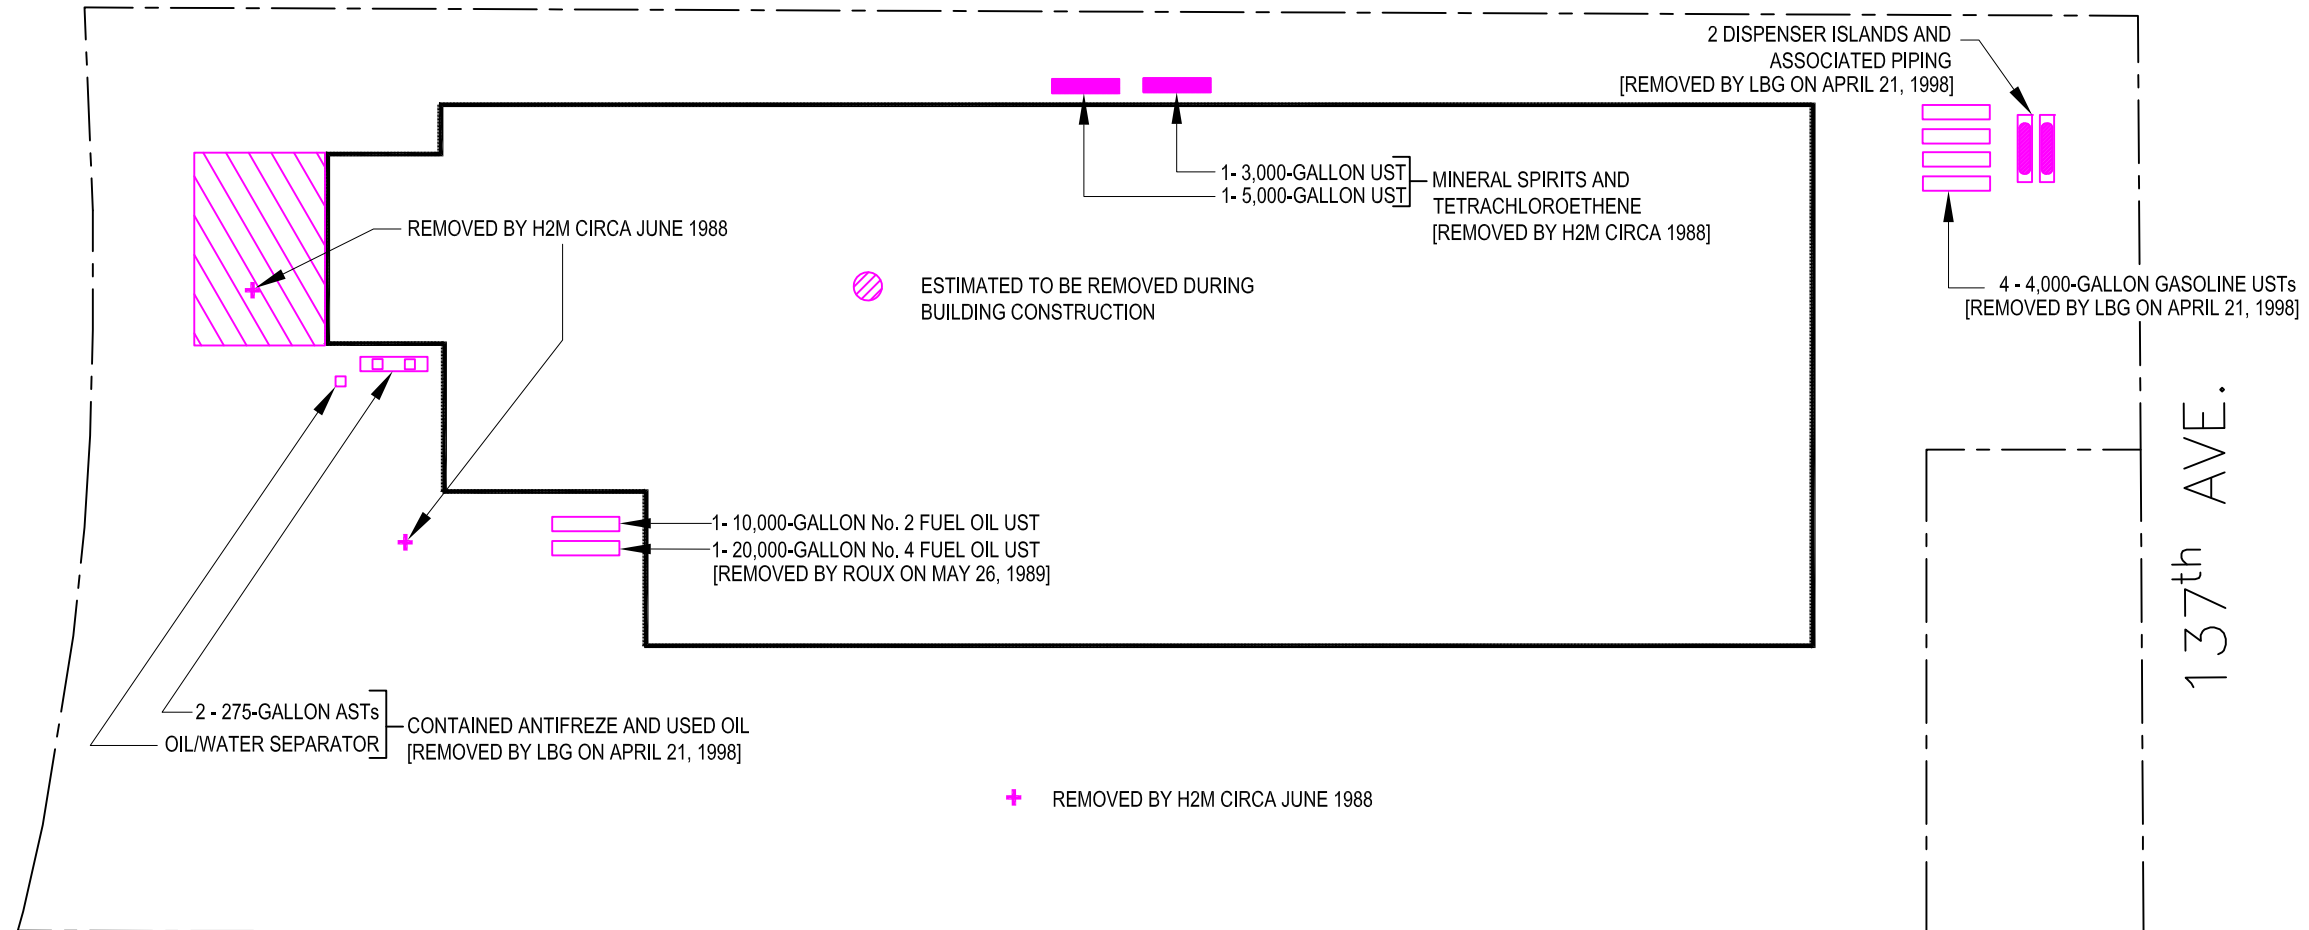 2 DISPENSER ISLANDS AND
ASSOCIATED PIPING
[REMOVED BY LBG ON APRIL 21, 1998]
1- 3,000-GALLON UST
1- 5,000-GALLON UST
MINERAL SPIRITS AND
TETRACHLOROETHENE
[REMOVED BY H2M CIRCA 1988]
REMOVED BY H2M CIRCA JUNE 1988
ESTIMATED TO BE REMOVED DURING
BUILDING CONSTRUCTION
4 - 4,000-GALLON GASOLINE USTs
[REMOVED BY LBG ON APRIL 21, 1998]
137th AVE.
1- 10,000-GALLON No. 2 FUEL OIL UST
1- 20,000-GALLON No. 4 FUEL OIL UST
[REMOVED BY ROUX ON MAY 26, 1989]
2 - 275-GALLON ASTs
OIL/WATER SEPARATOR
CONTAINED ANTIFREZE AND USED OIL
[REMOVED BY LBG ON APRIL 21, 1998]
REMOVED BY H2M CIRCA JUNE 1988